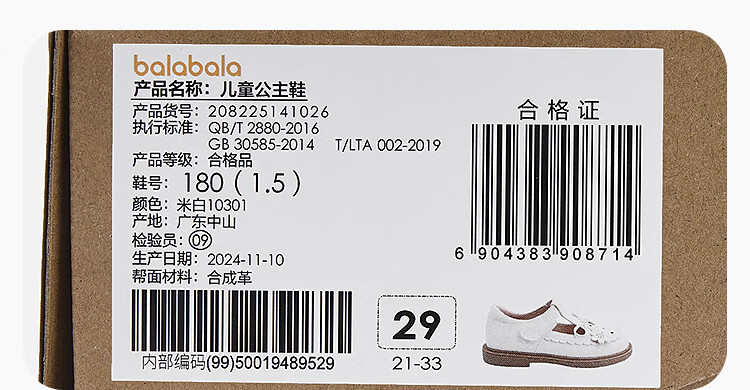 balabala
产品名称：儿童公主鞋
产品货号：208225141026
执行标准：QB/T 2880-2016
GB 30585-2014 T/LTA 002-2019
产品等级：合格品
鞋号：180（1.5）
颜色：米白10301
产地：广东中山
检验员：09
生产日期：2024-11-10
帮面材料：合成革
内部编码(99)50019489529
合格证
6 904383 908714
29
21-33